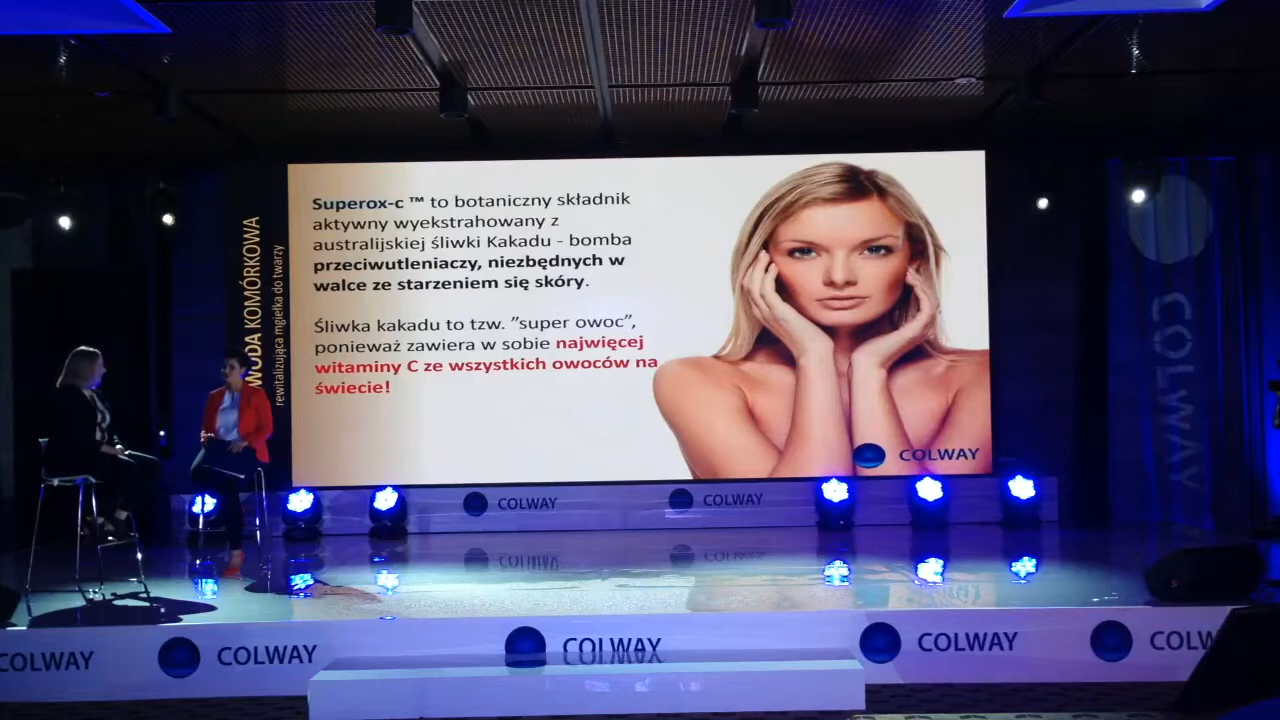 Superox-c ™ to botaniczny składnik
aktywny wyekstrahowany z
australijskiej śliwki Kakadu - bomba
przeciwutleniaczy, niezbędnych w
walce ze starzeniem się skóry.
Śliwka kakadu to tzw. ”super owoc”,
ponieważ zawiera w sobie najwięcej
witaminy C ze wszystkich owoców na
świecie!
COLWAY
WODA KOMÓRKOWA
rewitalizująca mgiełka do twarzy
COLWAY
COLWAY
COLWAY
COLWAY
COLWAY
COLWAY
COLWAY
COLW